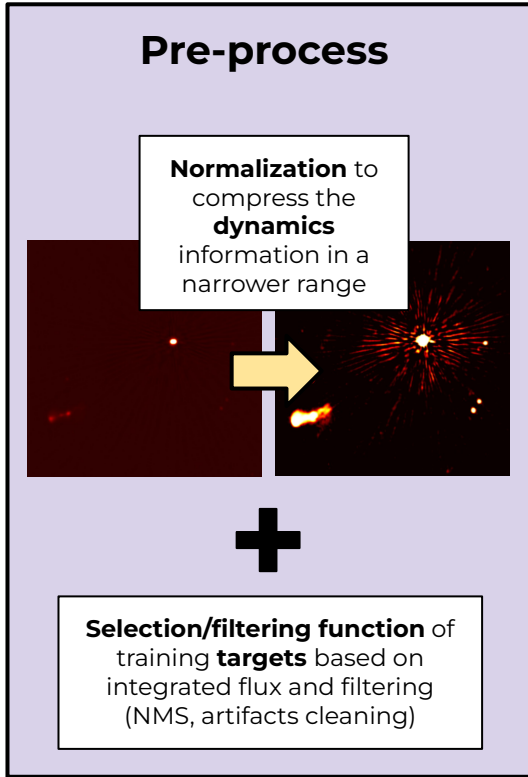 Pre-process
Normalization to
compress the
dynamics
information in a
narrower range
Selection/filtering function of
training targets based on
integrated flux and filtering
(NMS, artifacts cleaning)